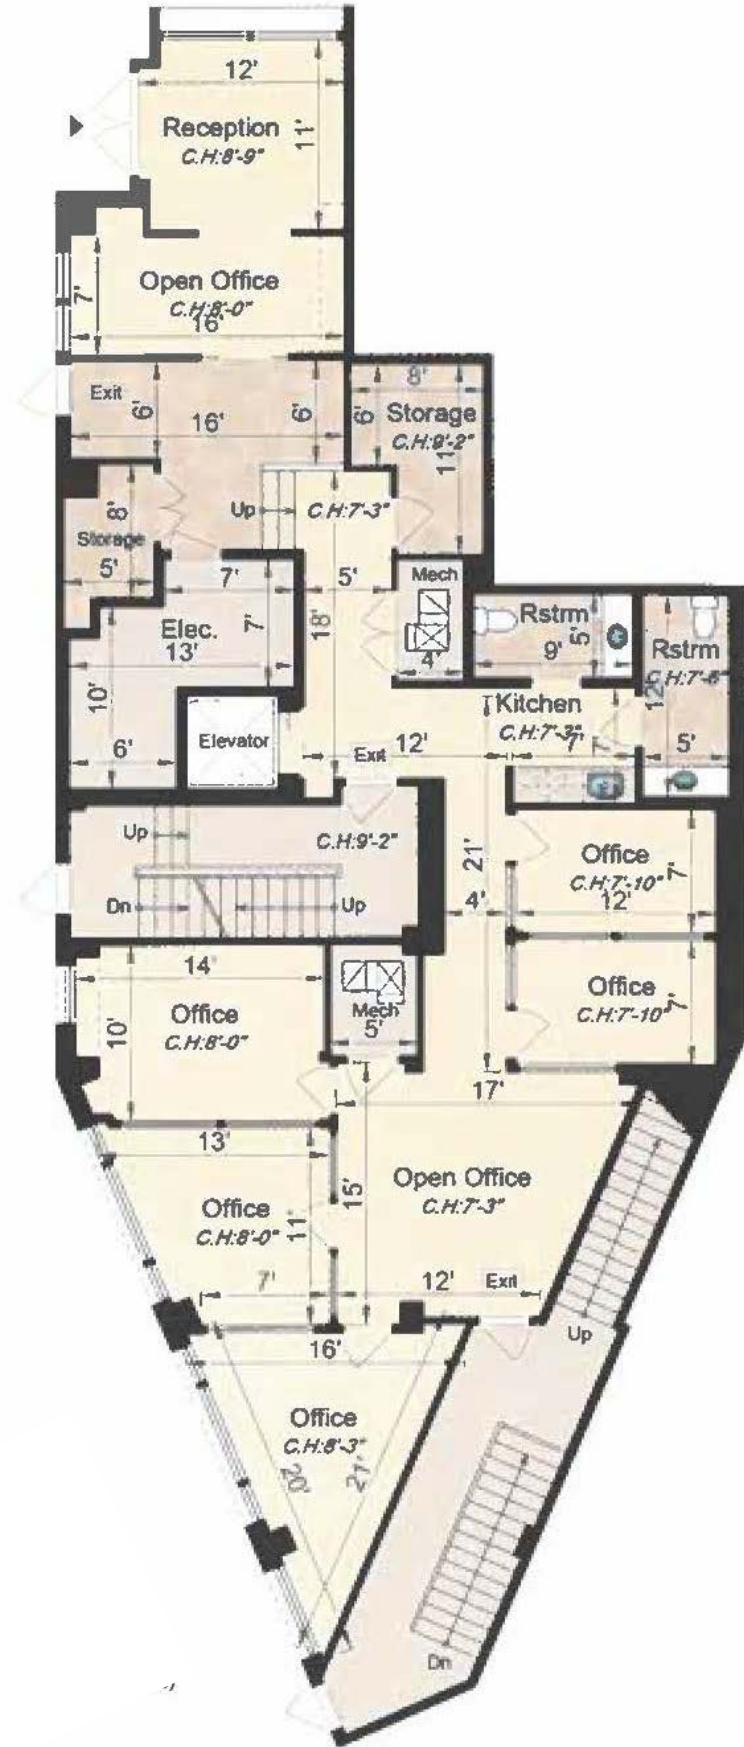 12'
Reception
C.H:8'-9"
11'
Open Office
C.H:8'-0"
7'
16'
Exit
6'
6'
16'
8'
6'
Storage
C.H:9'-2"
11'
8'
Storage
5'
Up
C.H:7'-3"
7'
5'
Mech
Elec.
13'
7'
18'
4'
Rstrm
9'
5'
Rstrm
12'
5'
10'
6'
Elevator
12'
Exit
Kitchen
C.H:7'-3"
7'
7'
Up
C.H:9'-2"
Dn
Up
21'
4'
Office
C.H:7'-10"
12'
7'
Office
C.H:7'-10"
7'
14'
Office
C.H:8'-0"
10'
Mech
5'
17'
13'
Office
C.H:8'-0"
11'
7'
15'
Open Office
C.H:7'-3"
12'
Exit
Up
16'
Office
C.H:8'-3"
20'
21'
Dn